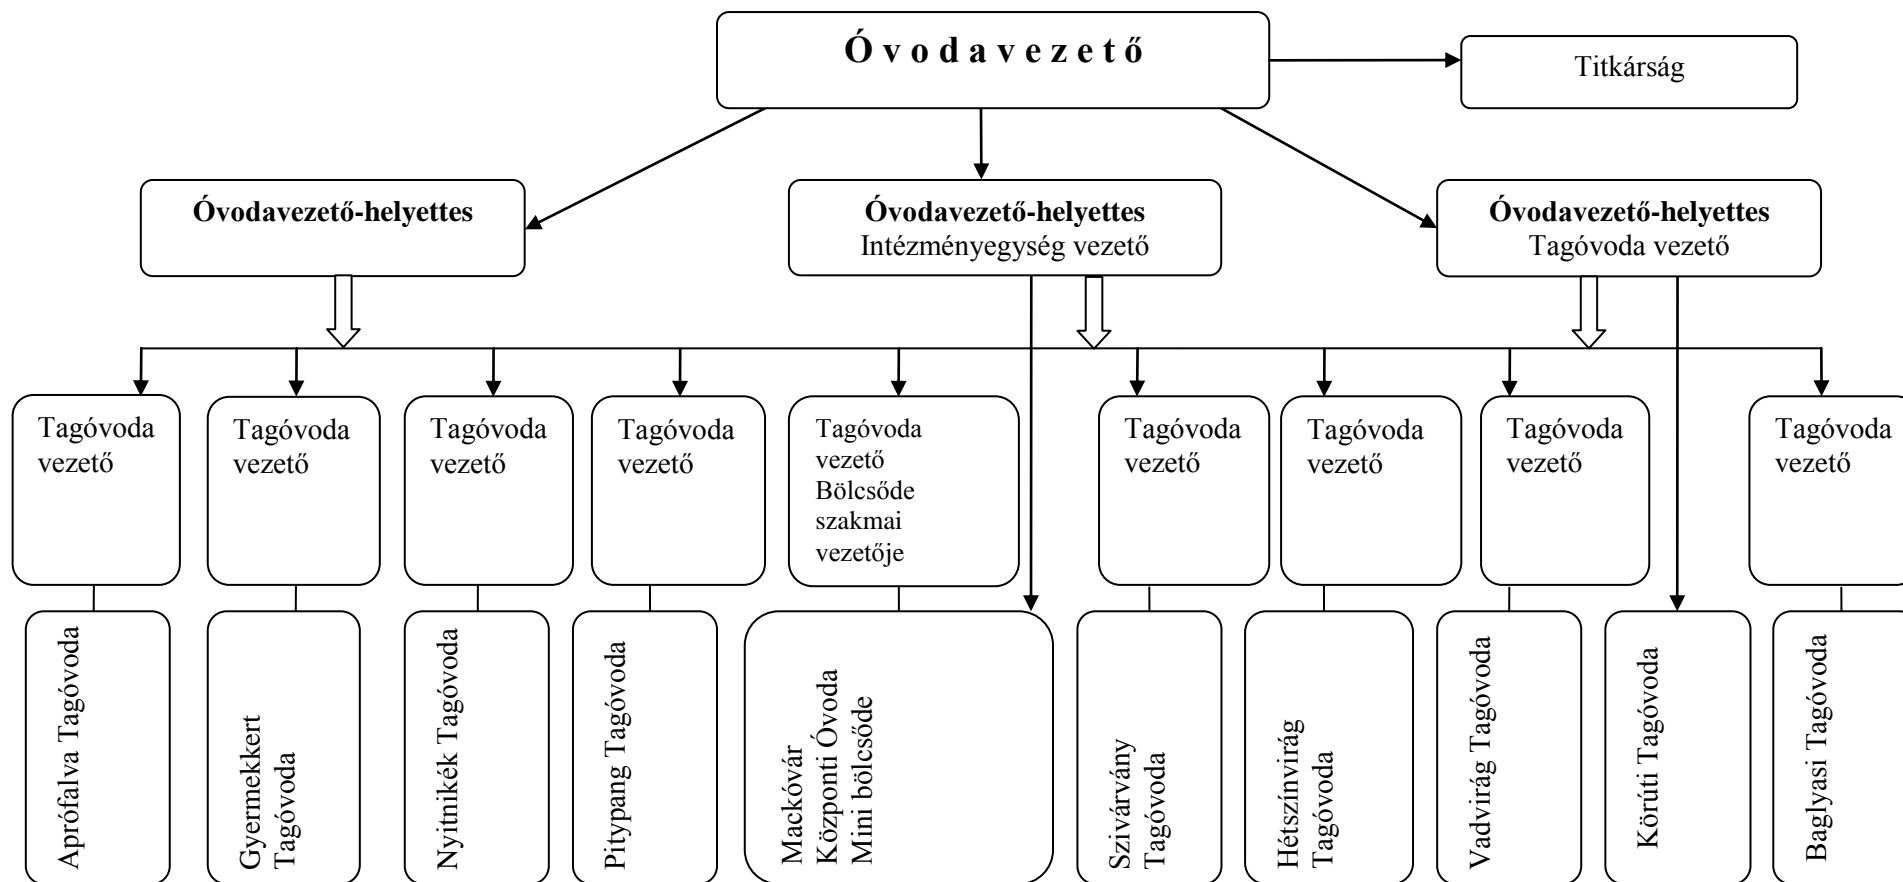 Ó v o d a v e z e t ő
Titkárság
Óvodavezető-helyettes
Óvodavezető-helyettes
Intézményegység vezető
Óvodavezető-helyettes
Tagóvoda vezető
Tagóvoda
vezető
Tagóvoda
vezető
Tagóvoda
vezető
Tagóvoda
vezető
Tagóvoda
vezető
Bölcsőde
szakmai
vezetője
Tagóvoda
vezető
Tagóvoda
vezető
Tagóvoda
vezető
Tagóvoda
vezető
Aprófalva Tagóvoda
Gyermekkert
Tagóvoda
Nyitnikék Tagóvoda
Pitypang Tagóvoda
Mackóvár
Központi Óvoda
Mini bölcsőde
Szivárvány
Tagóvoda
Hétszínvirág
Tagóvoda
Vadvirág Tagóvoda
Körúti Tagóvoda
Baglyasi Tagóvoda